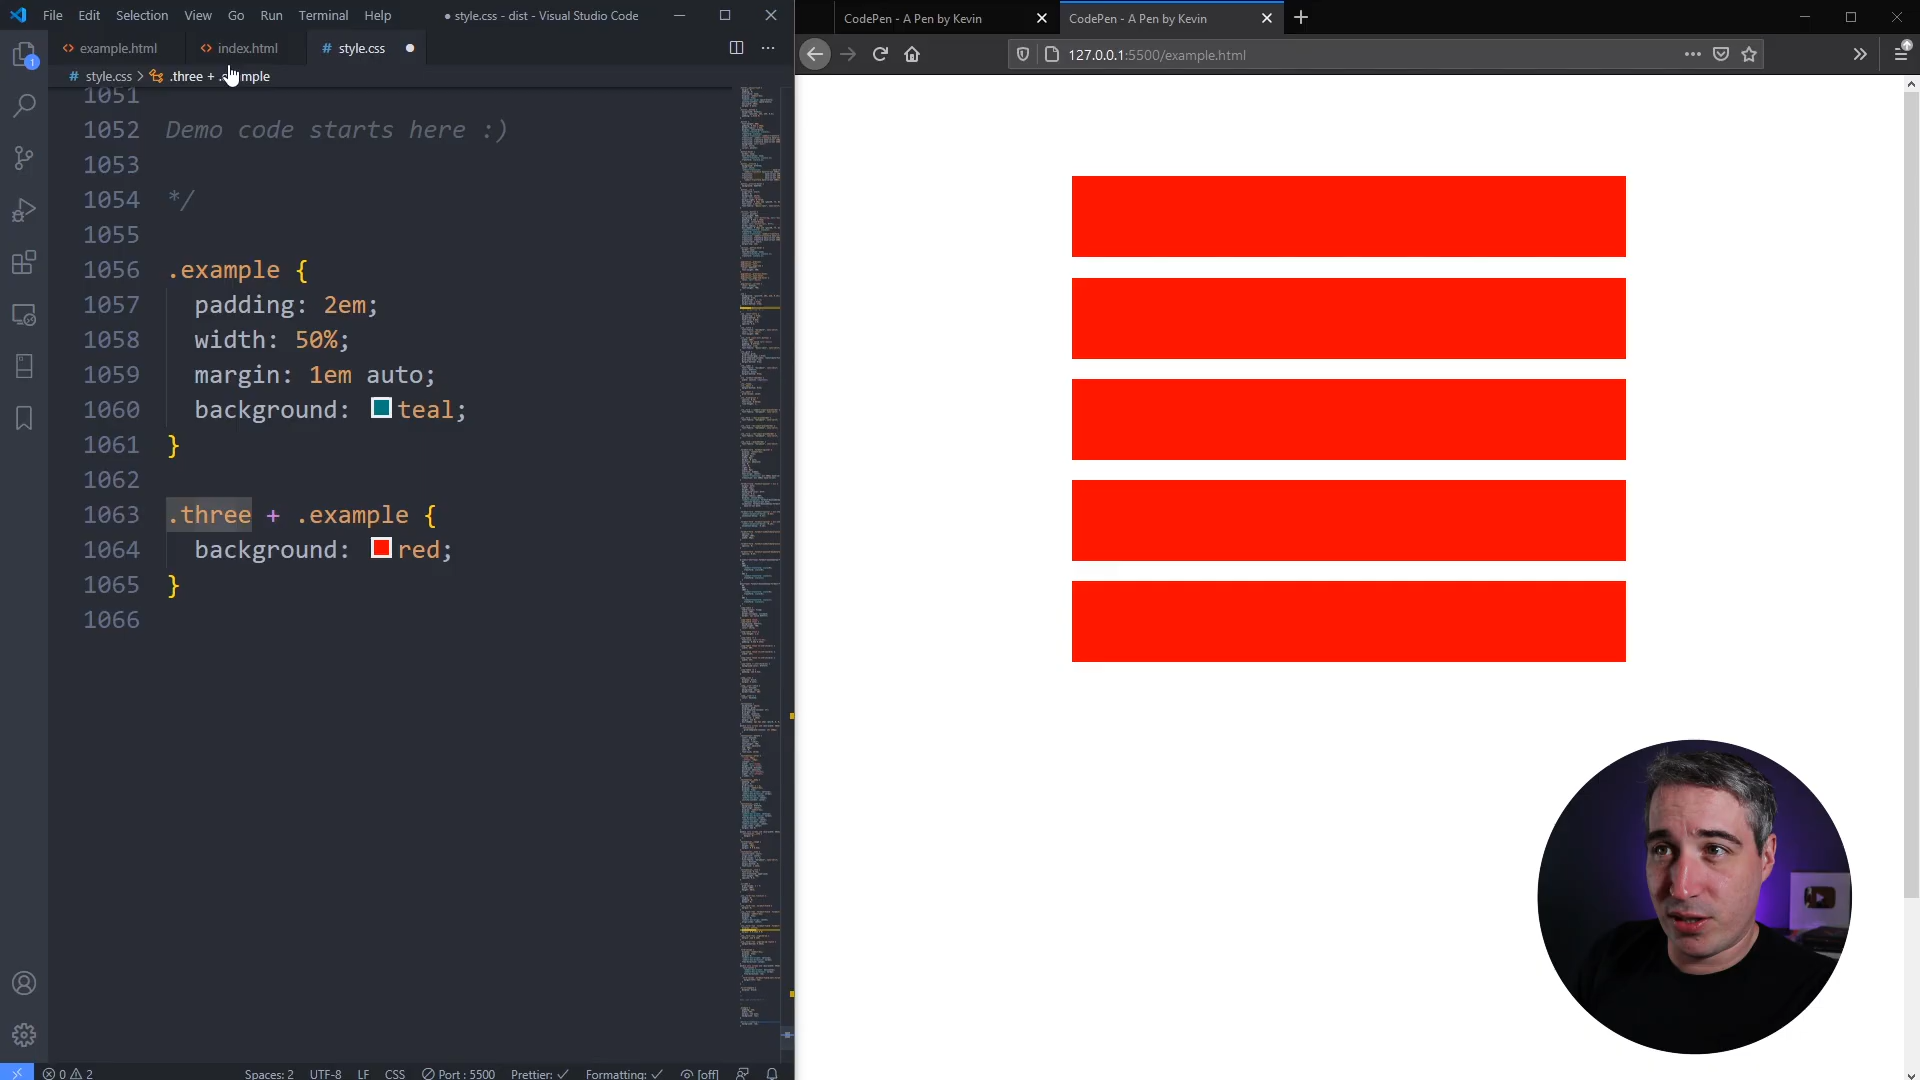 File Edit Selection View Go Run Terminal Help
● style.css - dist - Visual Studio Code
example.html
index.html
# style.css ●
# style.css > .three + .
mple
1051
1052 Demo code starts here :)
1053
1054 */
1055
1056 .example {
1057 padding: 2em;
1058 width: 50%;
1059 margin: 1em auto;
1060 background: teal;
1061 }
1062
1063 .three + .example {
1064 background: red;
1065 }
1066
1
0 2
Spaces: 2 UTF-8 LF CSS Port : 5500 Prettier: ✓ Formatting: ✓ [off]
CodePen - A Pen by Kevin
CodePen - A Pen by Kevin
127.0.0.1:5500/example.html